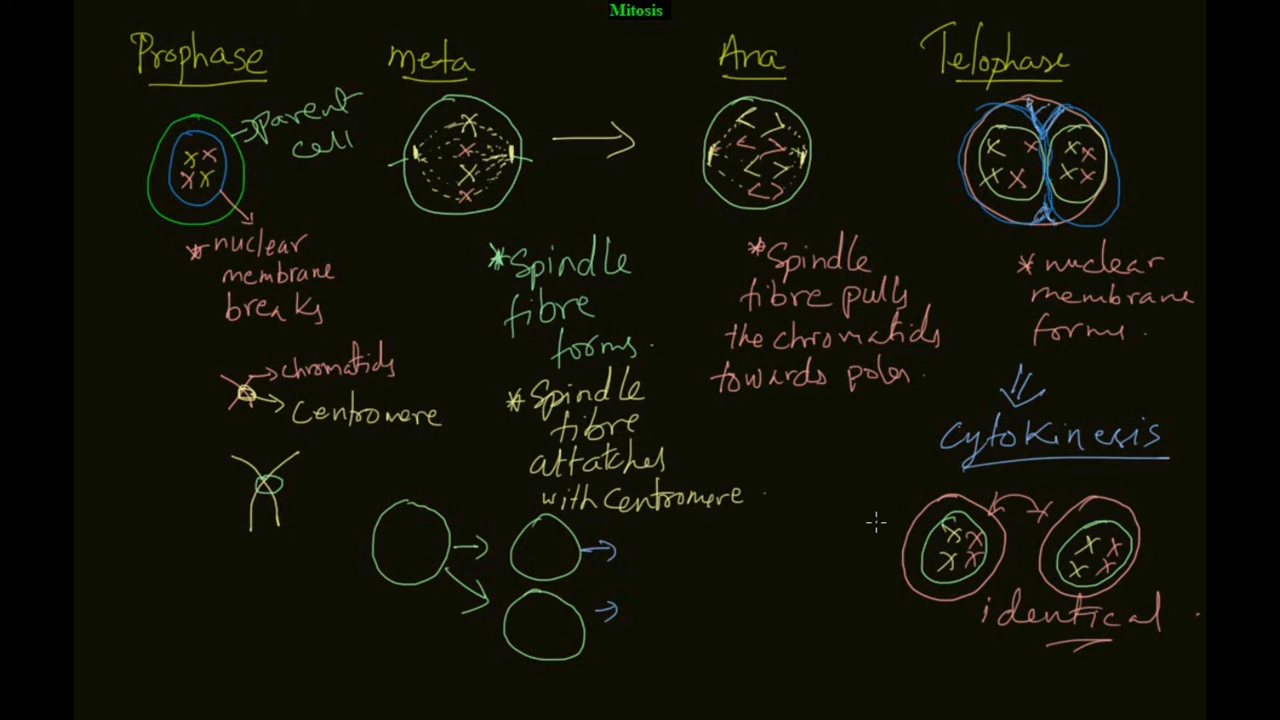 Mitosis
Prophase
meta
Ana
Telophase
parent
cell
*nuclear
membrane
breaks
chromatids
Centromere
*Spindle
fibre
forms.
*Spindle
fibre
attatches
with Centromere.
*Spindle
fibre pulls
the chromatids
towards poles.
*nuclear
membrane
forms.
cytokinesis
identical.